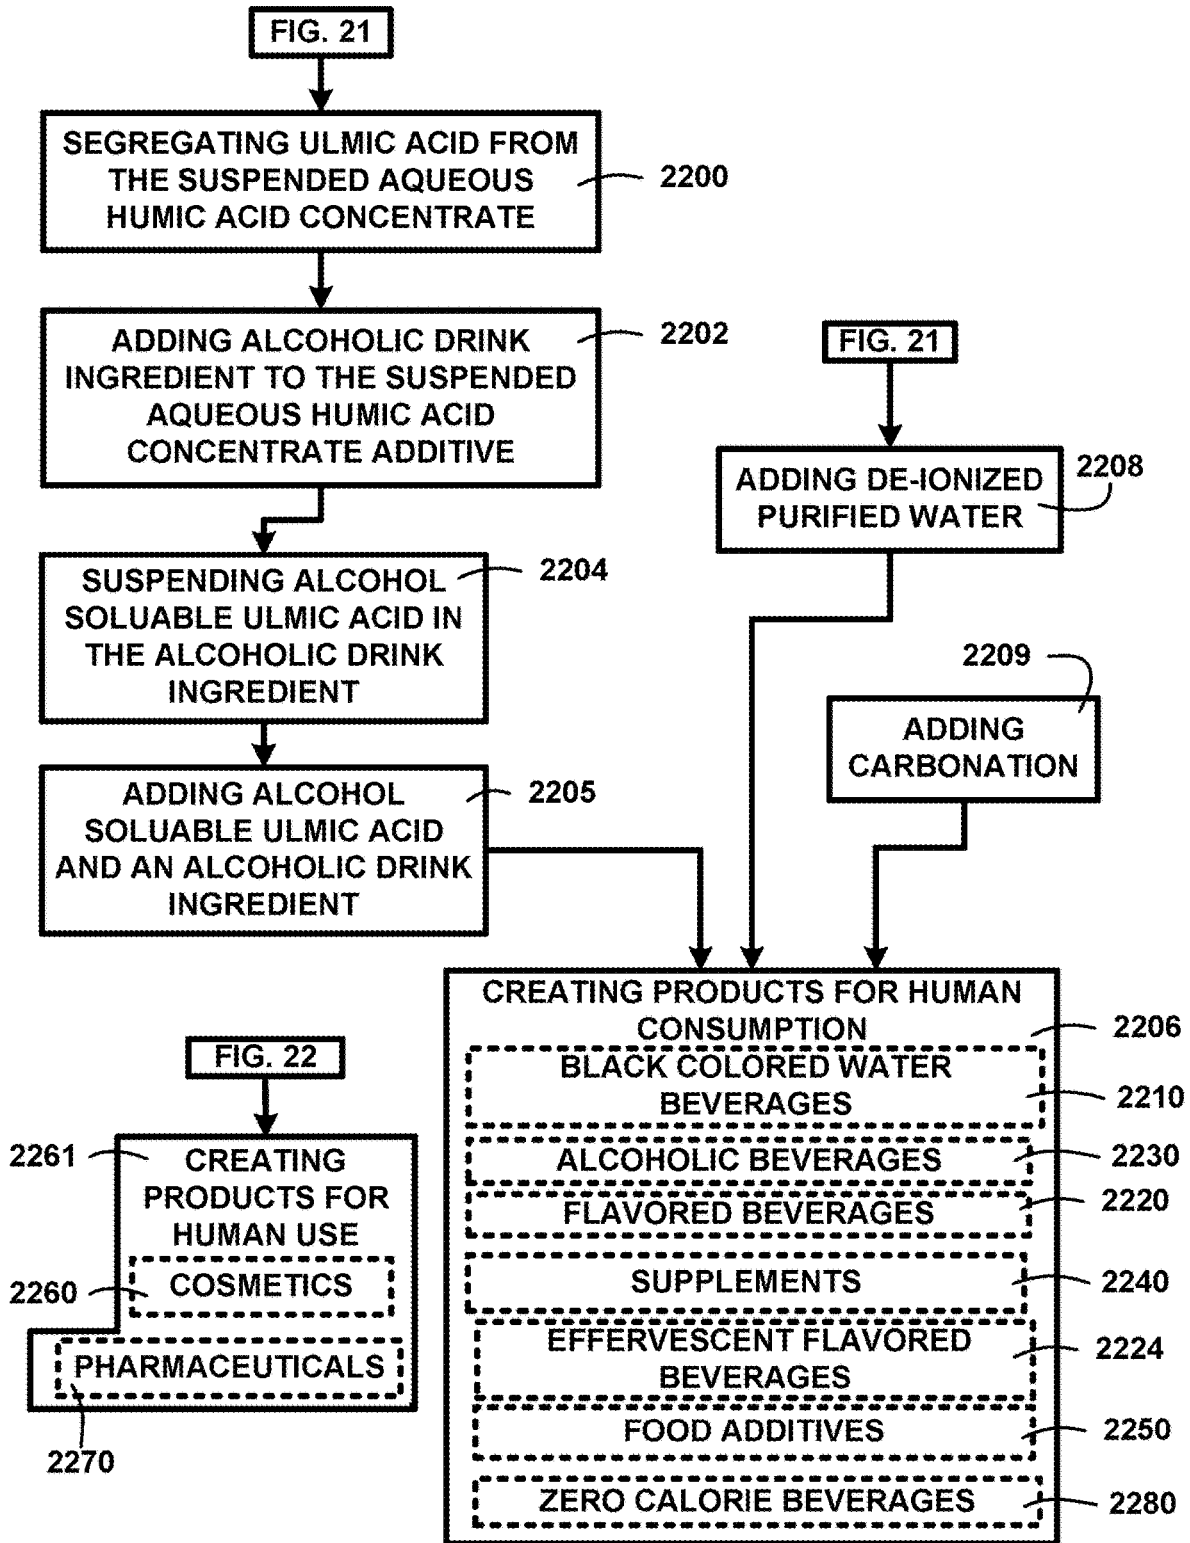 FIG. 21
SEGREGATING ULMIC ACID FROM
THE SUSPENDED AQUEOUS
HUMIC ACID CONCENTRATE
2200
ADDING ALCOHOLIC DRINK
INGREDIENT TO THE SUSPENDED
AQUEOUS HUMIC ACID
CONCENTRATE ADDITIVE
2202
SUSPENDING ALCOHOL
SOLUABLE ULMIC ACID IN
THE ALCOHOLIC DRINK
INGREDIENT
2204
ADDING ALCOHOL
SOLUABLE ULMIC ACID
AND AN ALCOHOLIC DRINK
INGREDIENT
2205
FIG. 21
ADDING DE-IONIZED
PURIFIED WATER
2208
2209
ADDING
CARBONATION
CREATING PRODUCTS FOR HUMAN
CONSUMPTION
2206
BLACK COLORED WATER
BEVERAGES
2210
ALCOHOLIC BEVERAGES
2230
FLAVORED BEVERAGES
2220
SUPPLEMENTS
2240
EFFERVESCENT FLAVORED
BEVERAGES
2224
FOOD ADDITIVES
2250
ZERO CALORIE BEVERAGES
2280
FIG. 22
2261
CREATING
PRODUCTS FOR
HUMAN USE
2260
COSMETICS
PHARMACEUTICALS
2270